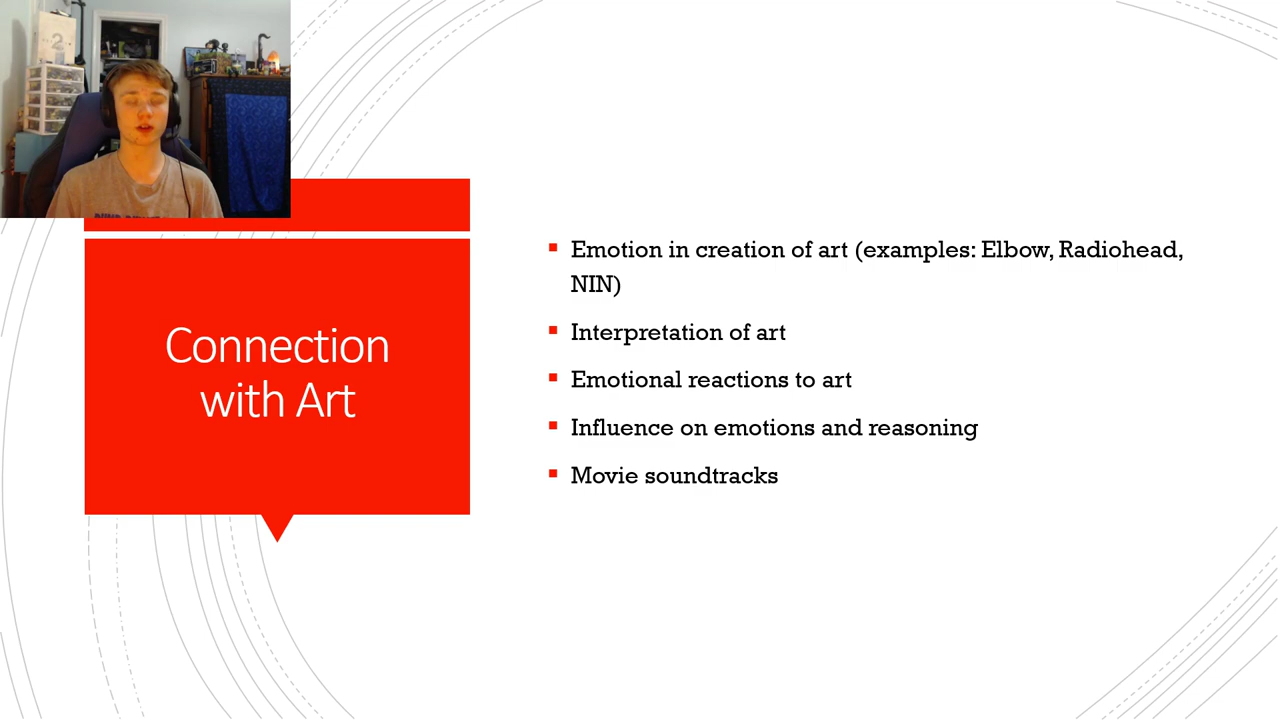 2
Connection
with Art
Emotion in creation of art (examples: Elbow, Radiohead,
NIN)
Interpretation of art
Emotional reactions to art
Influence on emotions and reasoning
Movie soundtracks